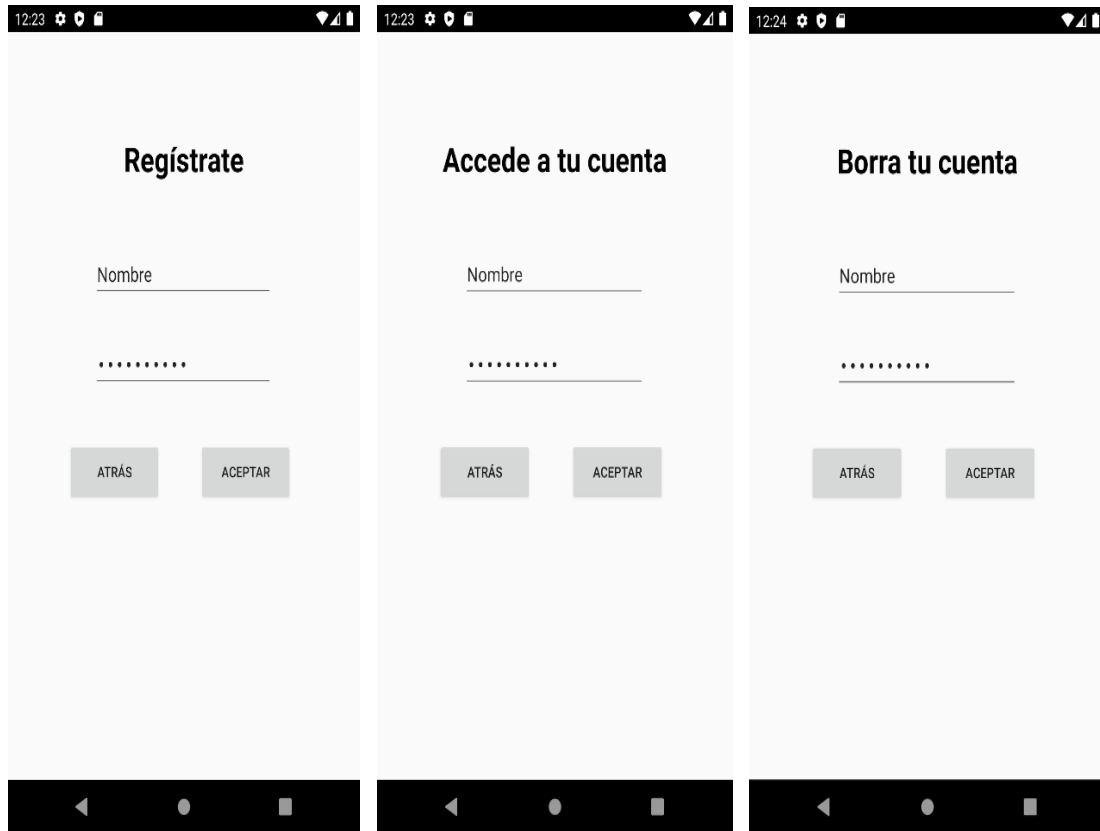 12:23
Regístrate
Nombre
••••••••••
ATRÁS ACEPTAR
12:23
Accede a tu cuenta
Nombre
••••••••••
ATRÁS ACEPTAR
12:24
Borra tu cuenta
Nombre
••••••••••
ATRÁS ACEPTAR